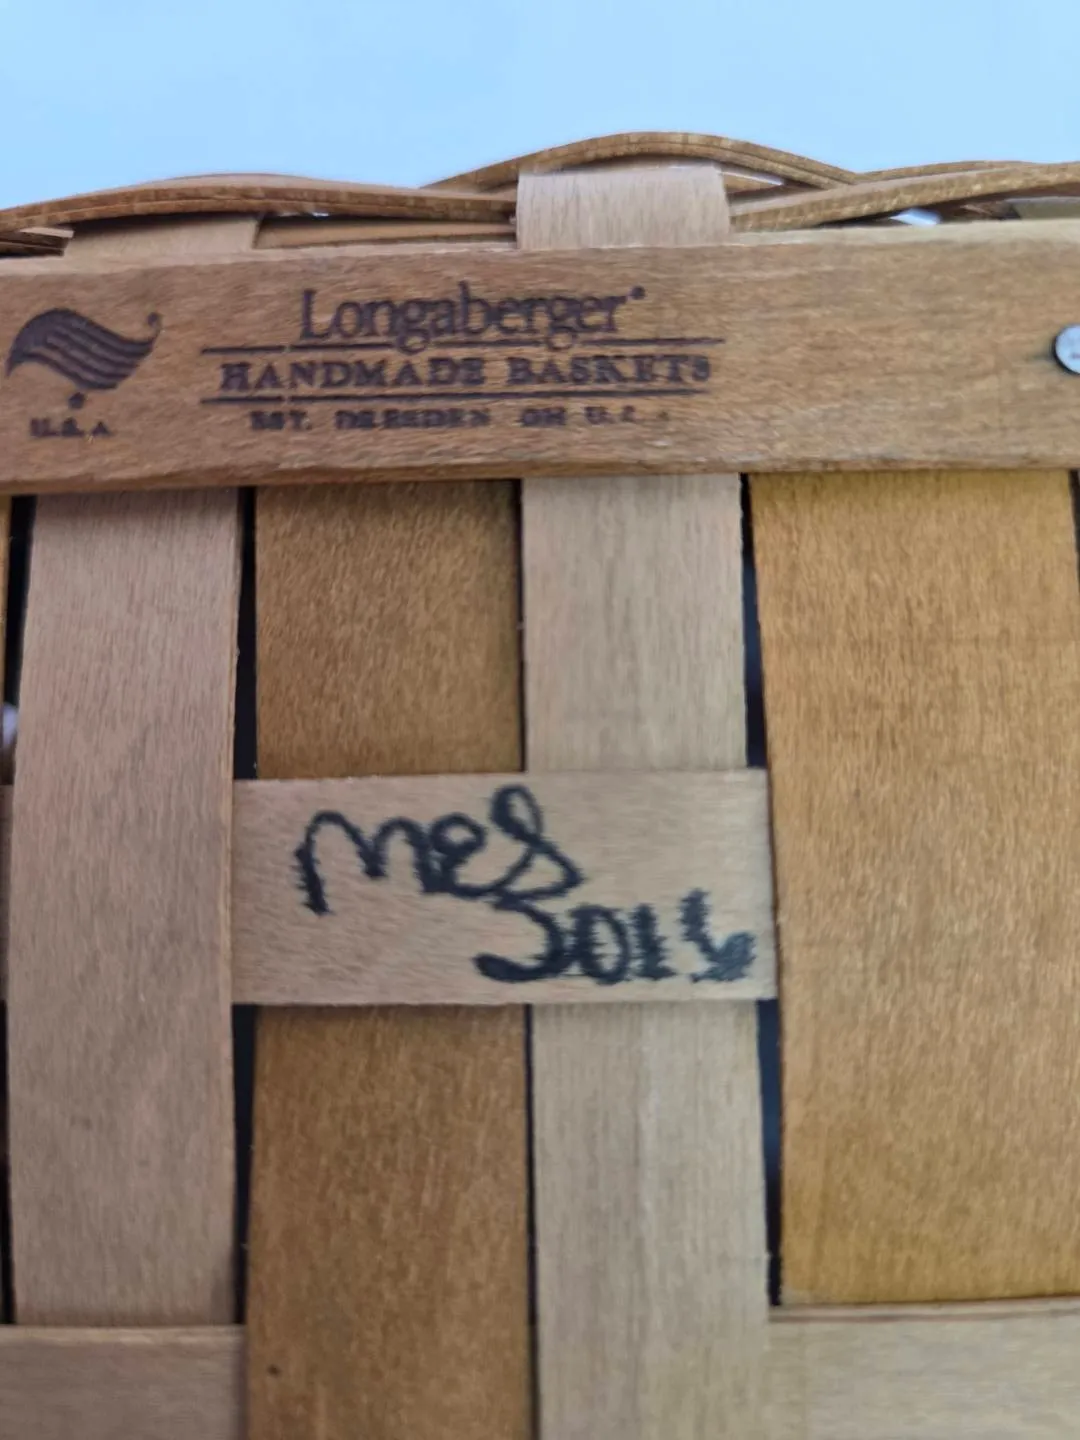 Longaberger®
HANDMADE BASKETS
EST. DRESDEN OH U.S.A.
U.S.A.
MES
2016